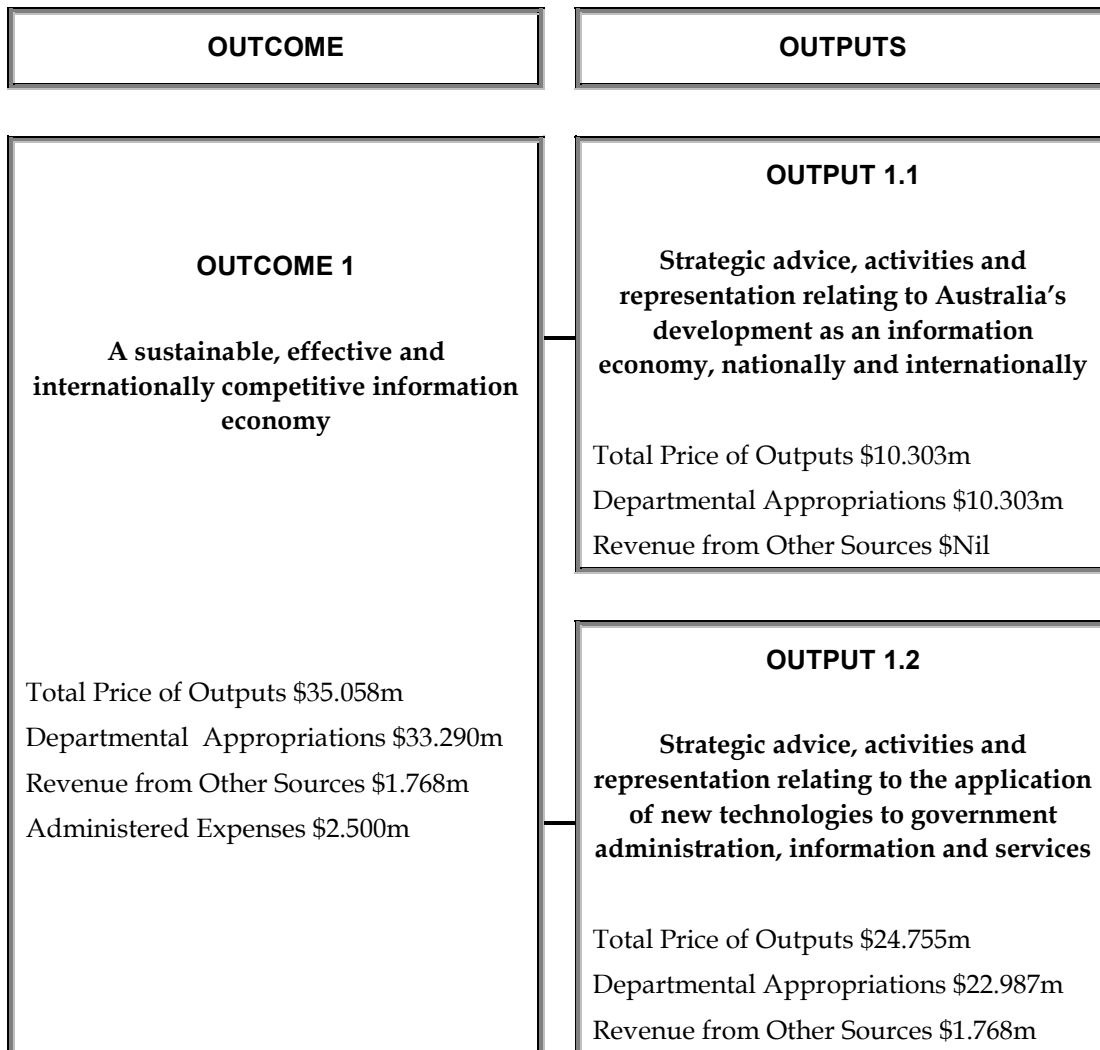 OUTCOME
OUTPUTS
OUTCOME 1
A sustainable, effective and
internationally competitive information
economy
Total Price of Outputs $35.058m
Departmental  Appropriations $33.290m
Revenue from Other Sources $1.768m
Administered Expenses $2.500m
OUTPUT 1.1
Strategic advice, activities and
representation relating to Australia’s
development as an information
economy, nationally and internationally
Total Price of Outputs $10.303m
Departmental Appropriations $10.303m
Revenue from Other Sources $Nil
OUTPUT 1.2
Strategic advice, activities and
representation relating to the application
of new technologies to government
administration, information and services
Total Price of Outputs $24.755m
Departmental Appropriations $22.987m
Revenue from Other Sources $1.768m